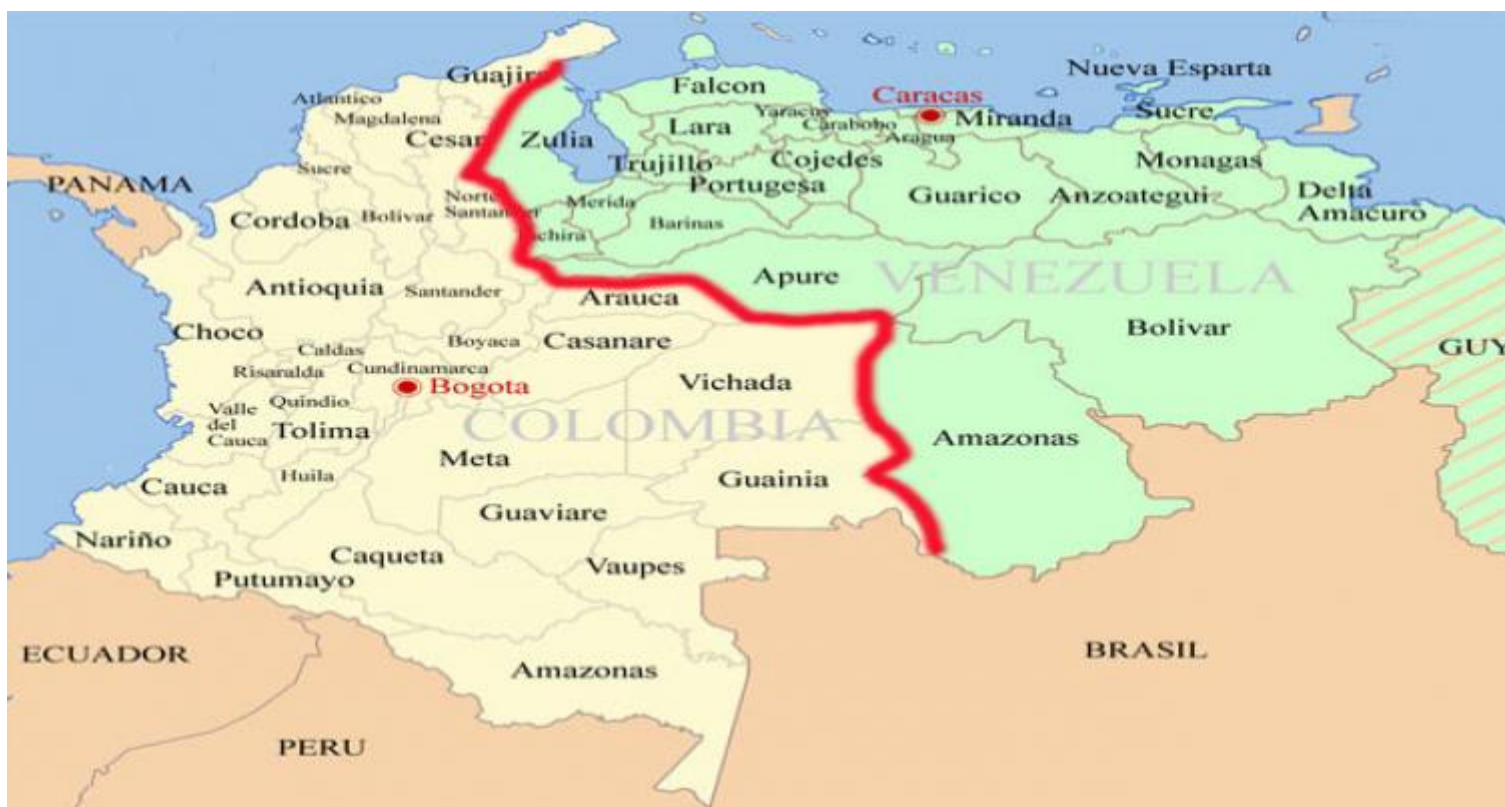 Nueva Esparta
Guajira
Falcon
Caracas
Atlantico
Magdalena
Yaracuy
Carabobo
Miranda
Sucre
Cesar
Zulia
Lara
Aragua
Trujillo
Cojedes
Monagas
Sucre
PANAMA
Portugesa
Guarico
Anzoategui
Delta
Amacuro
Norte
Santander
Merida
Cordoba
Bolivar
Barinas
Apure
VENEZUELA
Antioquia
Santander
Arauca
Bolivar
Choco
Boyaca
Casanare
GUY
Caldas
Risaralda
Cundinamarca
Bogota
Vichada
Valle
del
Cauca
Quindio
Tolima
COLOMBIA
Amazonas
Meta
Huila
Cauca
Guainia
Guaviare
Nariño
Caqueta
Vaupes
Putumayo
ECUADOR
BRASIL
Amazonas
PERU